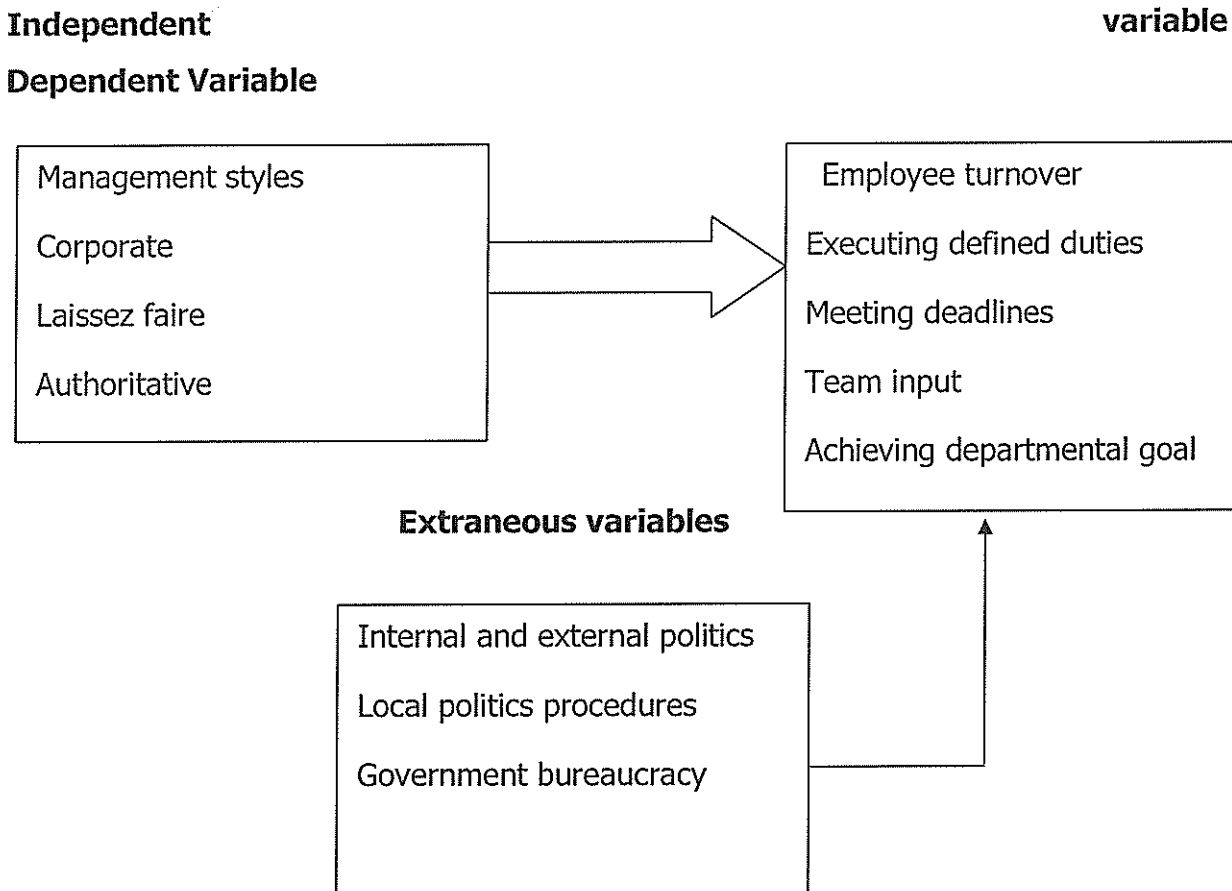 Independent variable
Dependent Variable
Management styles
Corporate
Laissez faire
Authoritative
Employee turnover
Executing defined duties
Meeting deadlines
Team input
Achieving departmental goal
Extraneous variables
Internal and external politics
Local politics procedures
Government bureaucracy